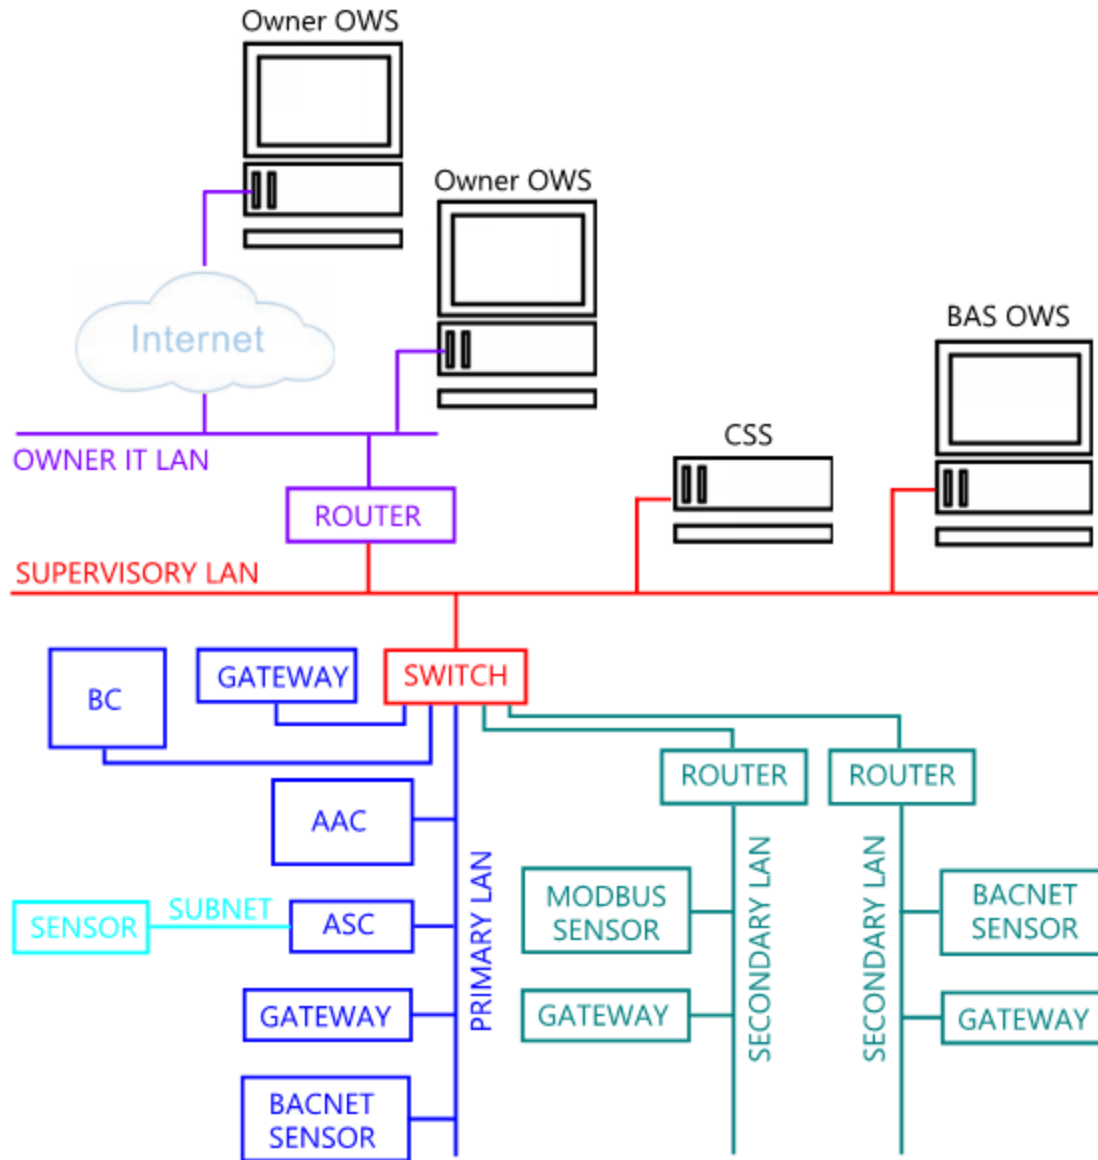 Owner OWS
Owner OWS
Internet
BAS OWS
OWNER IT LAN
CSS
ROUTER
SUPERVISORY LAN
BC
GATEWAY
SWITCH
ROUTER
ROUTER
AAC
PRIMARY LAN
SECONDARY LAN
SECONDARY LAN
SENSOR
SUBNET
ASC
MODBUS
SENSOR
BACNET
SENSOR
GATEWAY
GATEWAY
GATEWAY
BACNET
SENSOR